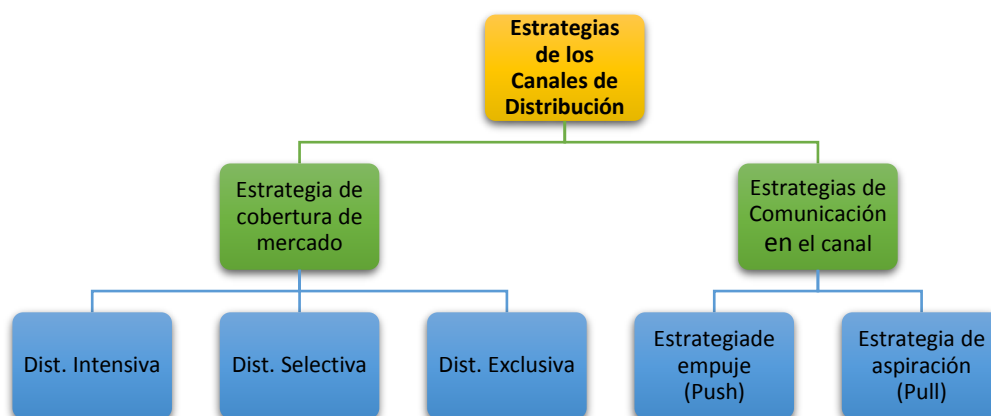 Estrategias
de los
Canales de
Distribución
Estrategia de
cobertura de
mercado
Estrategias de
Comunicación
en el canal
Dist. Intensiva
Dist. Selectiva
Dist. Exclusiva
Estrategiade
empuje
(Push)
Estrategia de
aspiración
(Pull)